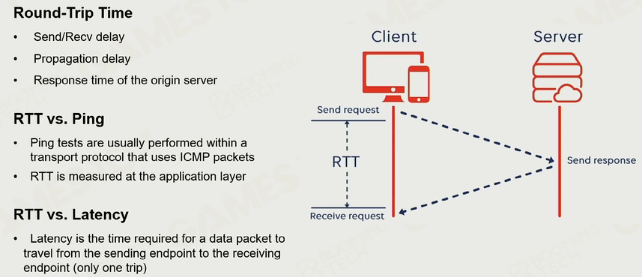 Round-Trip Time
• Send/Recv delay
• Propagation delay
• Response time of the origin server
RTT vs. Ping
• Ping tests are usually performed within a
transport protocol that uses ICMP packets
• RTT is measured at the application layer
RTT vs. Latency
• Latency is the time required for a data packet to
travel from the sending endpoint to the receiving
endpoint (only one trip)
Client
Server
Send request
RTT
Send response
Receive request